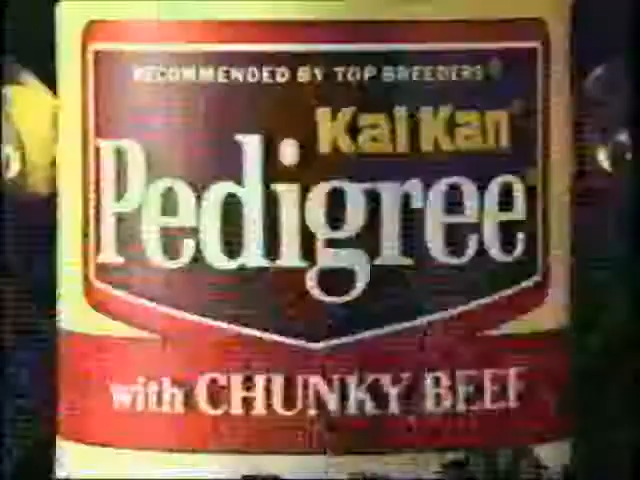 RECOMMENDED BY TOP BREEDERS®
Kal Kan®
Pedigree®
with CHUNKY BEEF